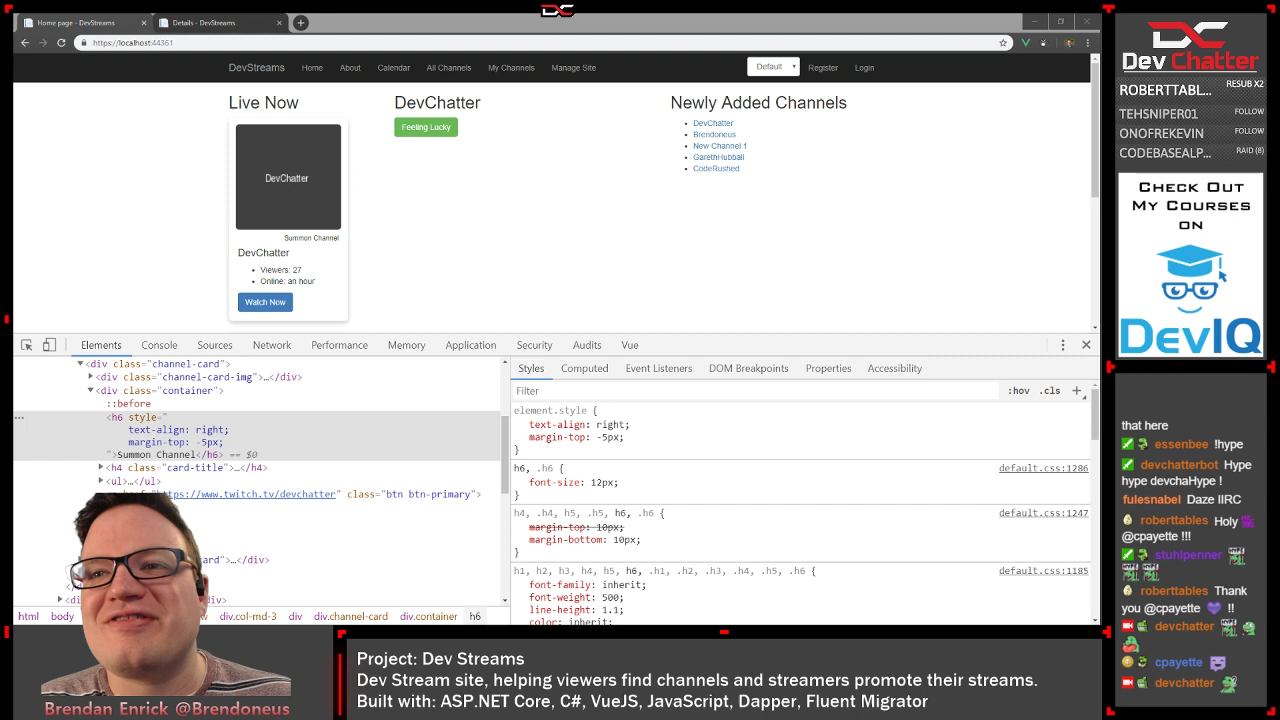 Home page - DevStreams
Details - DevStreams
https://localhost:44361
DevStreams Home About Calendar All Channels My Channels Manage Site Default Register Login
Live Now
DevChatter
Summon Channel
DevChatter
Viewers: 27
Online: an hour
Watch Now
DevChatter
Feeling Lucky
Newly Added Channels
DevChatter
Brendoneus
New Channel 1
GarethHubball
CodeRushed
Elements Console Sources Network Performance Memory Application Security Audits Vue
<div class="channel-card">
<div class="channel-card-img">…</div>
<div class="container">
::before
<h6 style="
text-align: right;
margin-top: -5px;
">Summon Channel</h6> == $0
<h4 class="card-title">…</h4>
<ul>…</ul>
href="https://www.twitch.tv/devchatter" class="btn btn-primary">
card">…</div>
html body div.col-md-3 div div.channel-card div.container h6
Styles Computed Event Listeners DOM Breakpoints Properties Accessibility
Filter :hov .cls
element.style {
text-align: right;
margin-top: -5px;
}
h6, .h6 { default.css:1286
font-size: 12px;
}
h4, .h4, h5, .h5, h6, .h6 { default.css:1247
margin-top: 10px;
margin-bottom: 10px;
}
h1, h2, h3, h4, h5, h6, .h1, .h2, .h3, .h4, .h5, .h6 { default.css:1185
font-family: inherit;
font-weight: 500;
line-height: 1.1;
color: inherit;
Brendan Enrick @Brendoneus
Project: Dev Streams
Dev Stream site, helping viewers find channels and streamers promote their streams.
Built with: ASP.NET Core, C#, VueJS, JavaScript, Dapper, Fluent Migrator
DC
Dev Chatter
ROBERTTABL... RESUB X2
TEHSNIPER01 FOLLOW
ONOFREKEVIN FOLLOW
CODEBASEALP... RAID (8)
CHECK OUT
MY COURSES
ON
DevIQ
that here
essenbee !hype
devchatterbot Hype
hype devchaHype !
fulesnabel Daze IIRC
roberttables Holy
@cpayette !!!
stuhlpenner
roberttables Thank
you @cpayette !!
devchatter
cpayette
devchatter